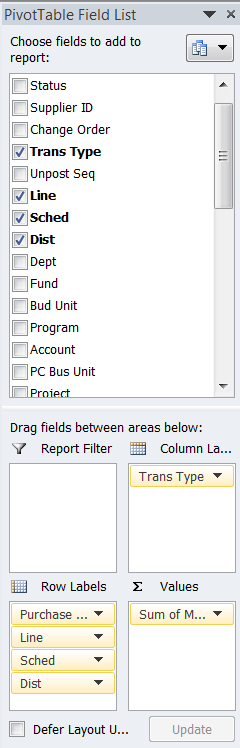 PivotTable Field List
Choose fields to add to
report:
Status
Supplier ID
Change Order
Trans Type
Unpost Seq
Line
Sched
Dist
Dept
Fund
Bud Unit
Program
Account
PC Bus Unit
Project
Drag fields between areas below:
Report Filter
Column La...
Trans Type
Row Labels
Σ Values
Purchase ...
Sum of M...
Line
Sched
Dist
Defer Layout U...
Update